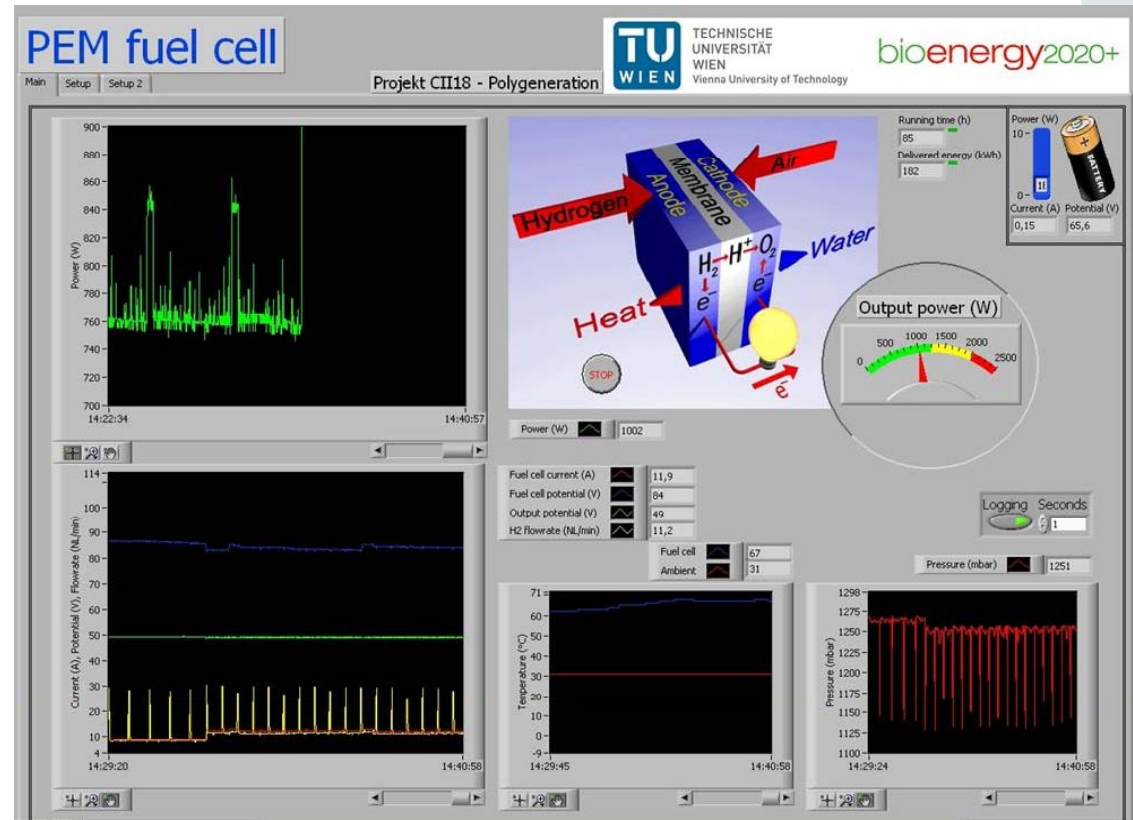 PEM fuel cell
Main Setup Setup 2
Projekt CII18 - Polygeneration
TU WIEN
TECHNISCHE
UNIVERSITÄT
WIEN
Vienna University of Technology
bioenergy2020+
900
880
860
840
820
800
780
760
740
720
700
Power (W)
14:22:34 14:40:57
Hydrogen
Anode
Membrane
Cathode
Air
H2 H+ O2
e- e-
Water
Heat
STOP
e-
Running time (h)
85
Delivered energy (kWh)
182
Power (W)
10
0
BATTERY
Current (A) Potential (V)
0,15 65,6
Output power (W)
0 500 1000 1500 2000 2500
Power (W) 1002
Fuel cell current (A) 11,9
Fuel cell potential (V) 84
Output potential (V) 49
H2 flowrate (NL/min) 11,2
Fuel cell 67
Ambient 31
Logging Seconds
1
Pressure (mbar) 1251
114
100
90
80
70
60
50
40
30
20
10
4
Current (A), Potential (V), Flowrate (NL/min)
14:29:20 14:40:58
71
60
50
40
30
20
10
0
-9
Temperature (°C)
14:29:45 14:40:58
1298
1275
1250
1225
1200
1175
1150
1125
1100
Pressure (mbar)
14:29:24 14:40:58